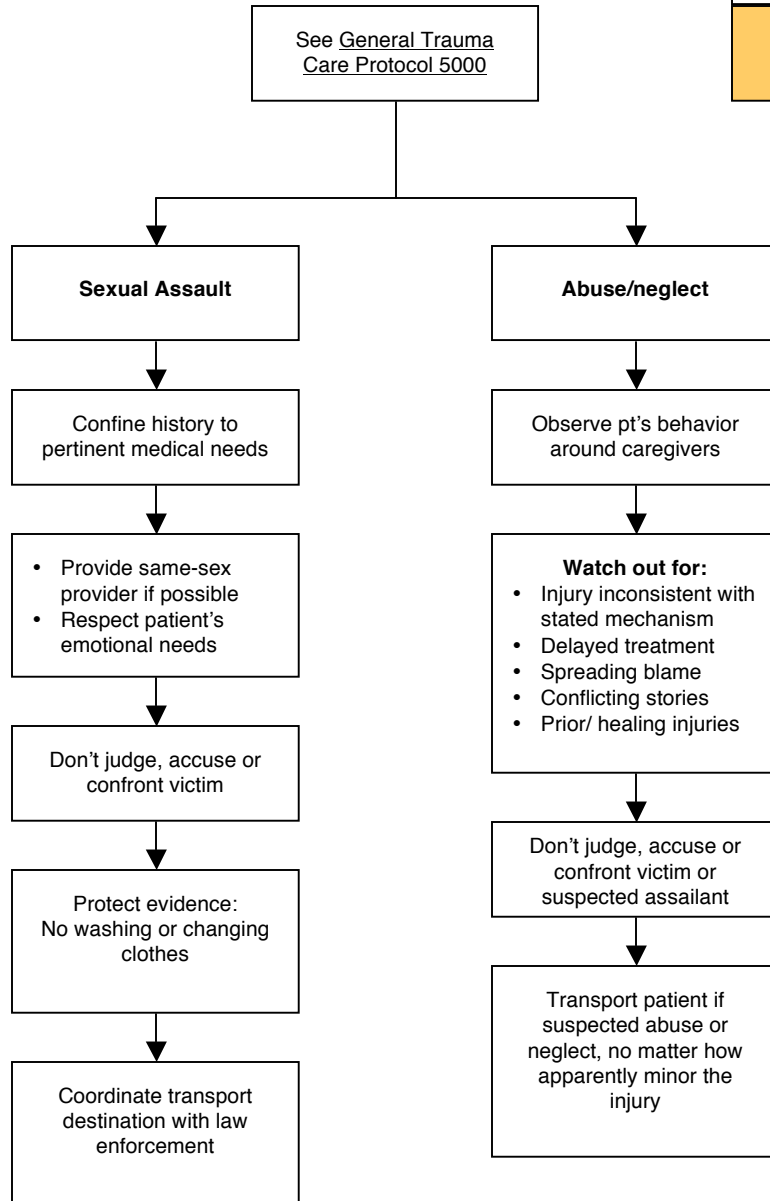 See General Trauma
Care Protocol 5000
Sexual Assault
Confine history to
pertinent medical needs
• Provide same-sex
provider if possible
• Respect patient’s
emotional needs
Don’t judge, accuse or
confront victim
Protect evidence:
No washing or changing
clothes
Coordinate transport
destination with law
enforcement
Abuse/neglect
Observe pt’s behavior
around caregivers
Watch out for:
• Injury inconsistent with
stated mechanism
• Delayed treatment
• Spreading blame
• Conflicting stories
• Prior/ healing injuries
Don’t judge, accuse or
confront victim or
suspected assailant
Transport patient if
suspected abuse or
neglect, no matter how
apparently minor the
injury